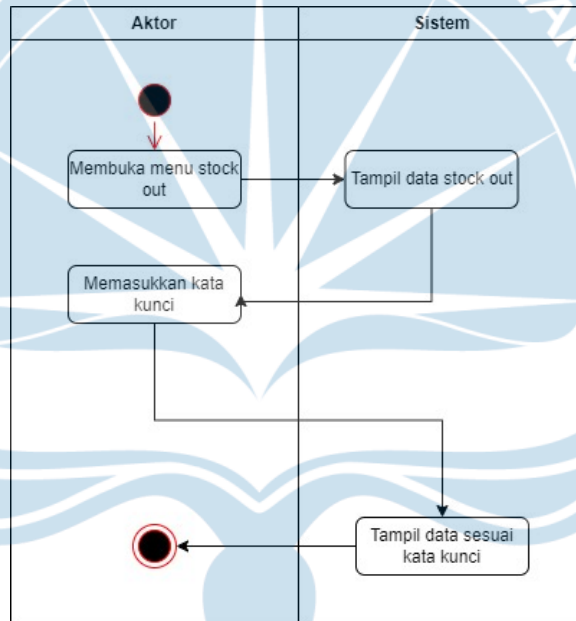 Aktor
Sistem
Membuka menu stock
out
Tampil data stock out
Memasukkan kata
kunci
Tampil data sesuai
kata kunci